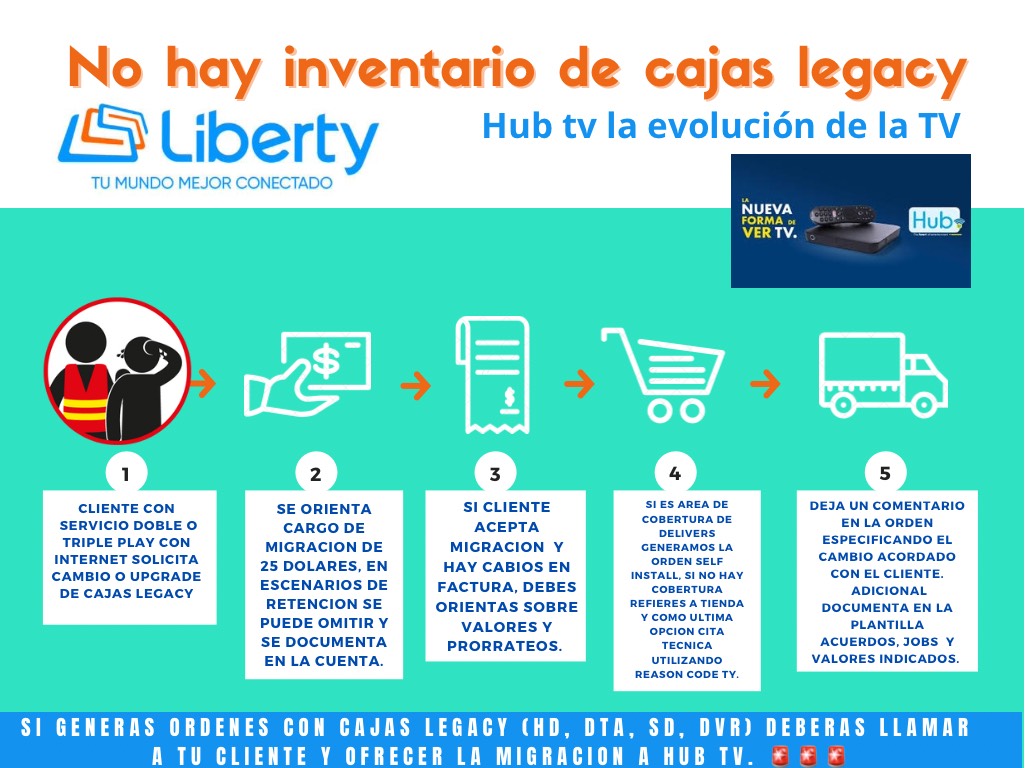 No hay inventario de cajas legacy
Liberty
TU MUNDO MEJOR CONECTADO
Hub tv la evolución de la TV
LA
NUEVA
FORMA DE
VER TV.
Hub
1
CLIENTE CON
SERVICIO DOBLE O
TRIPLE PLAY CON
INTERNET SOLICITA
CAMBIO O UPGRADE
DE CAJAS LEGACY
$
2
SE ORIENTA
CARGO DE
MIGRACION DE
25 DOLARES, EN
ESCENARIOS DE
RETENCION SE
PUEDE OMITIR Y
SE DOCUMENTA
EN LA CUENTA.
$
3
SI CLIENTE
ACEPTA
MIGRACION Y
HAY CABIOS EN
FACTURA, DEBES
ORIENTAS SOBRE
VALORES Y
PRORRATEOS.
4
SI ES AREA DE
COBERTURA DE
DELIVERS
GENERAMOS LA
ORDEN SELF
INSTALL, SI NO HAY
COBERTURA
REFIERES A TIENDA
Y COMO ULTIMA
OPCION CITA
TECNICA
UTILIZANDO
REASON CODE TY.
5
DEJA UN COMENTARIO
EN LA ORDEN
ESPECIFICANDO EL
CAMBIO ACORDADO
CON EL CLIENTE.
ADICIONAL
DOCUMENTA EN LA
PLANTILLA
ACUERDOS, JOBS Y
VALORES INDICADOS.
SI GENERAS ORDENES CON CAJAS LEGACY (HD, DTA, SD, DVR) DEBERAS LLAMAR
A TU CLIENTE Y OFRECER LA MIGRACION A HUB TV. 🚨🚨🚨